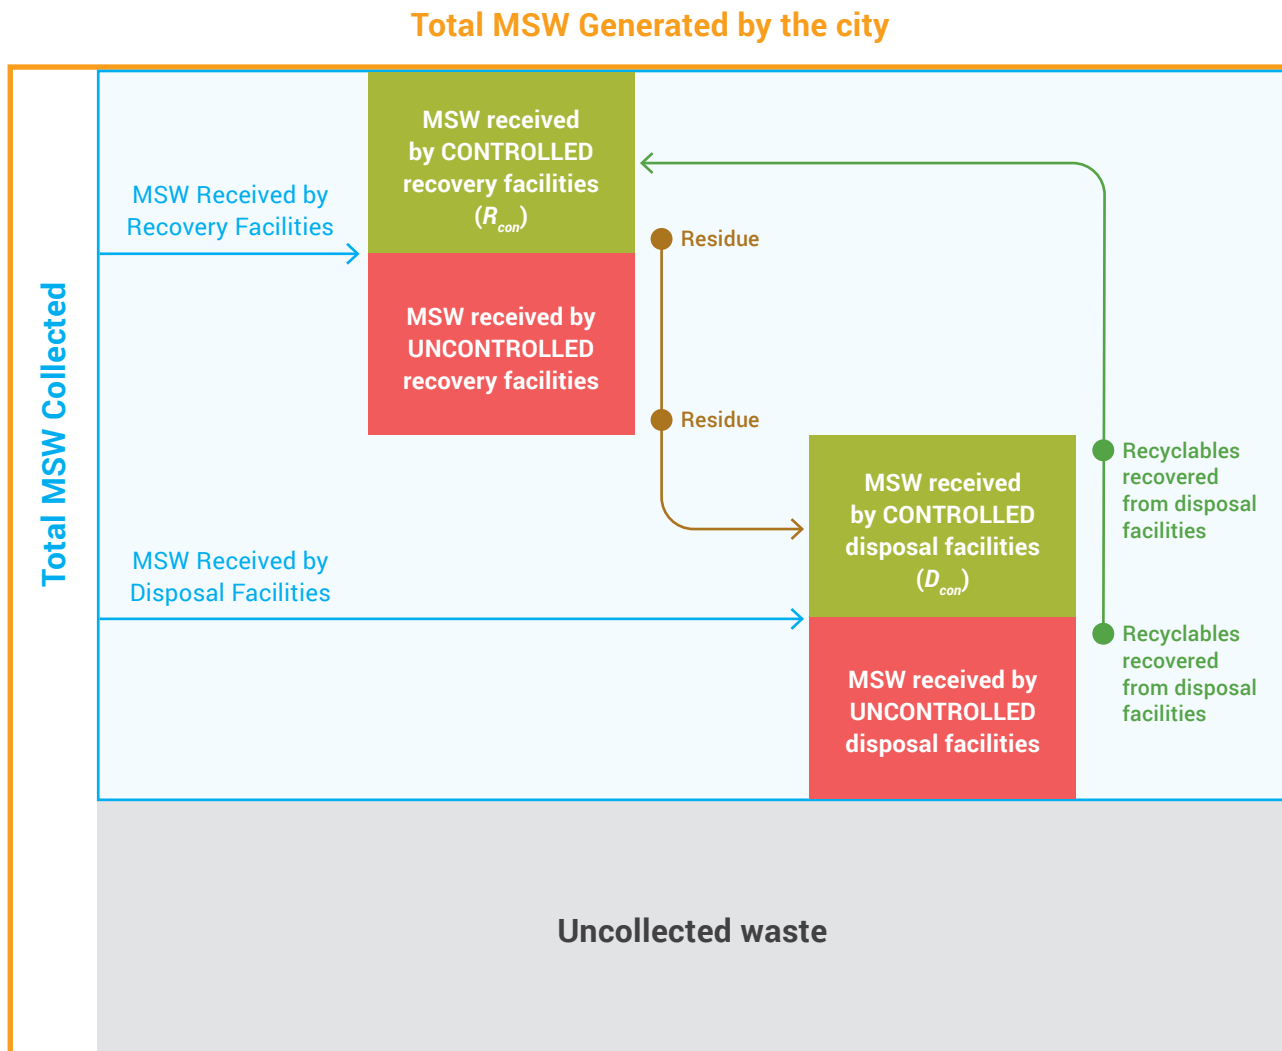 Total MSW Generated by the city
Total MSW Collected
MSW Received by
Recovery Facilities
MSW received
by CONTROLLED
recovery facilities
(R_con)
MSW received by
UNCONTROLLED
recovery facilities
Residue
Residue
MSW Received by
Disposal Facilities
MSW received
by CONTROLLED
disposal facilities
(D_con)
MSW received by
UNCONTROLLED
disposal facilities
Recyclables
recovered
from disposal
facilities
Recyclables
recovered
from disposal
facilities
Uncollected waste